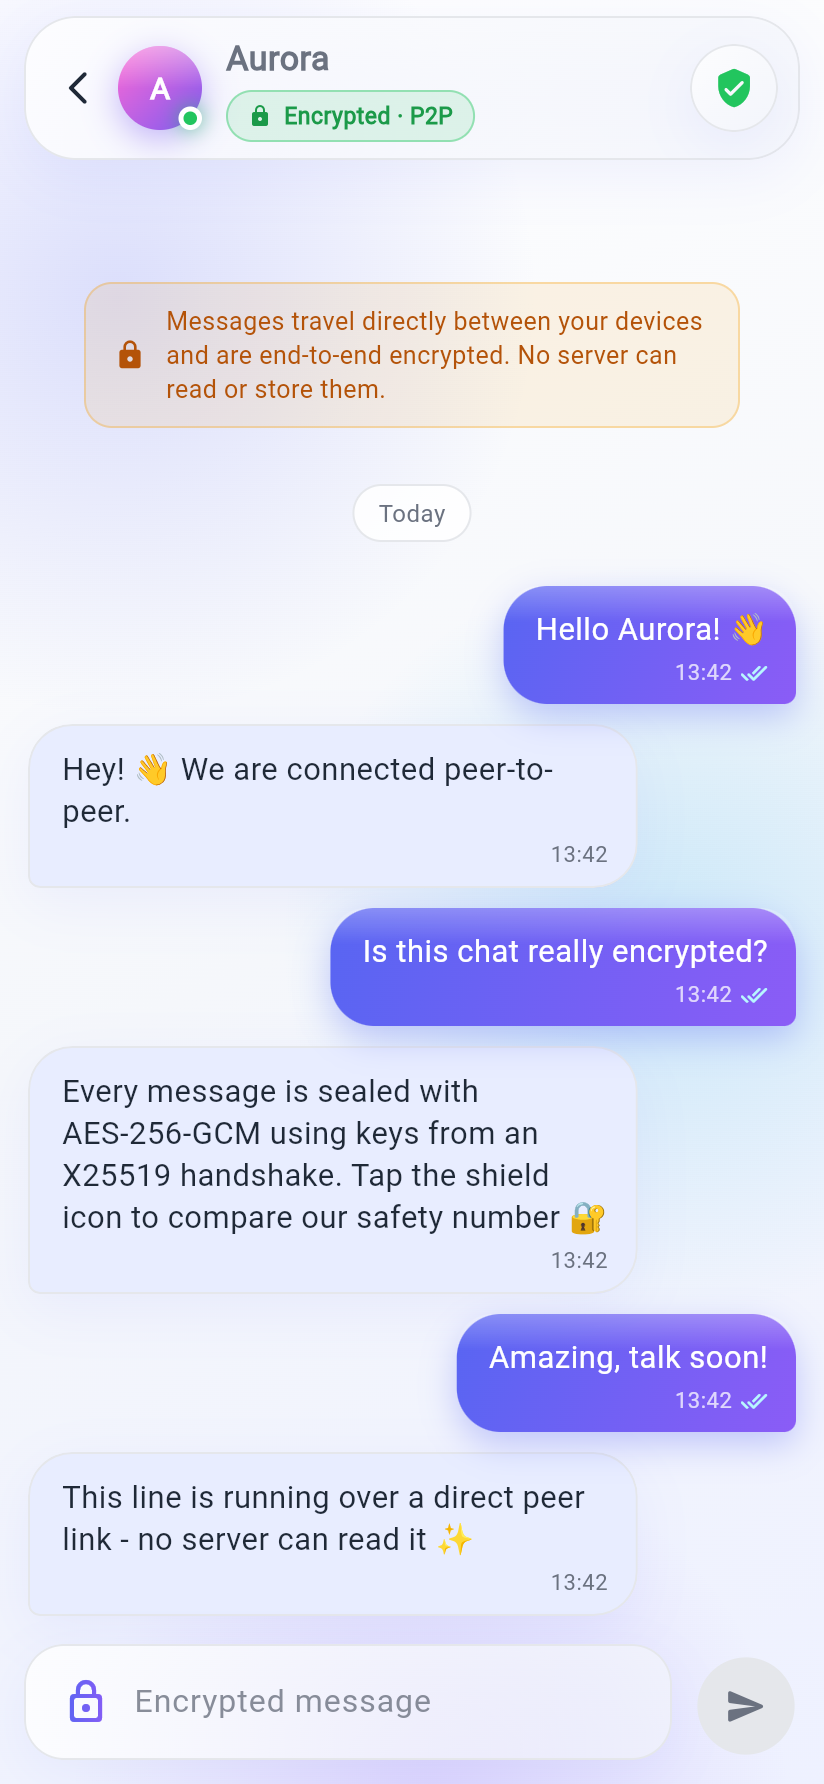 Aurora
A
Encrypted · P2P
Messages travel directly between your devices
and are end-to-end encrypted. No server can
read or store them.
Today
Hello Aurora! 👋
13:42
Hey! 👋 We are connected peer-to-
peer.
13:42
Is this chat really encrypted?
13:42
Every message is sealed with
AES-256-GCM using keys from an
X25519 handshake. Tap the shield
icon to compare our safety number 🔐
13:42
Amazing, talk soon!
13:42
This line is running over a direct peer
link - no server can read it ✨
13:42
Encrypted message